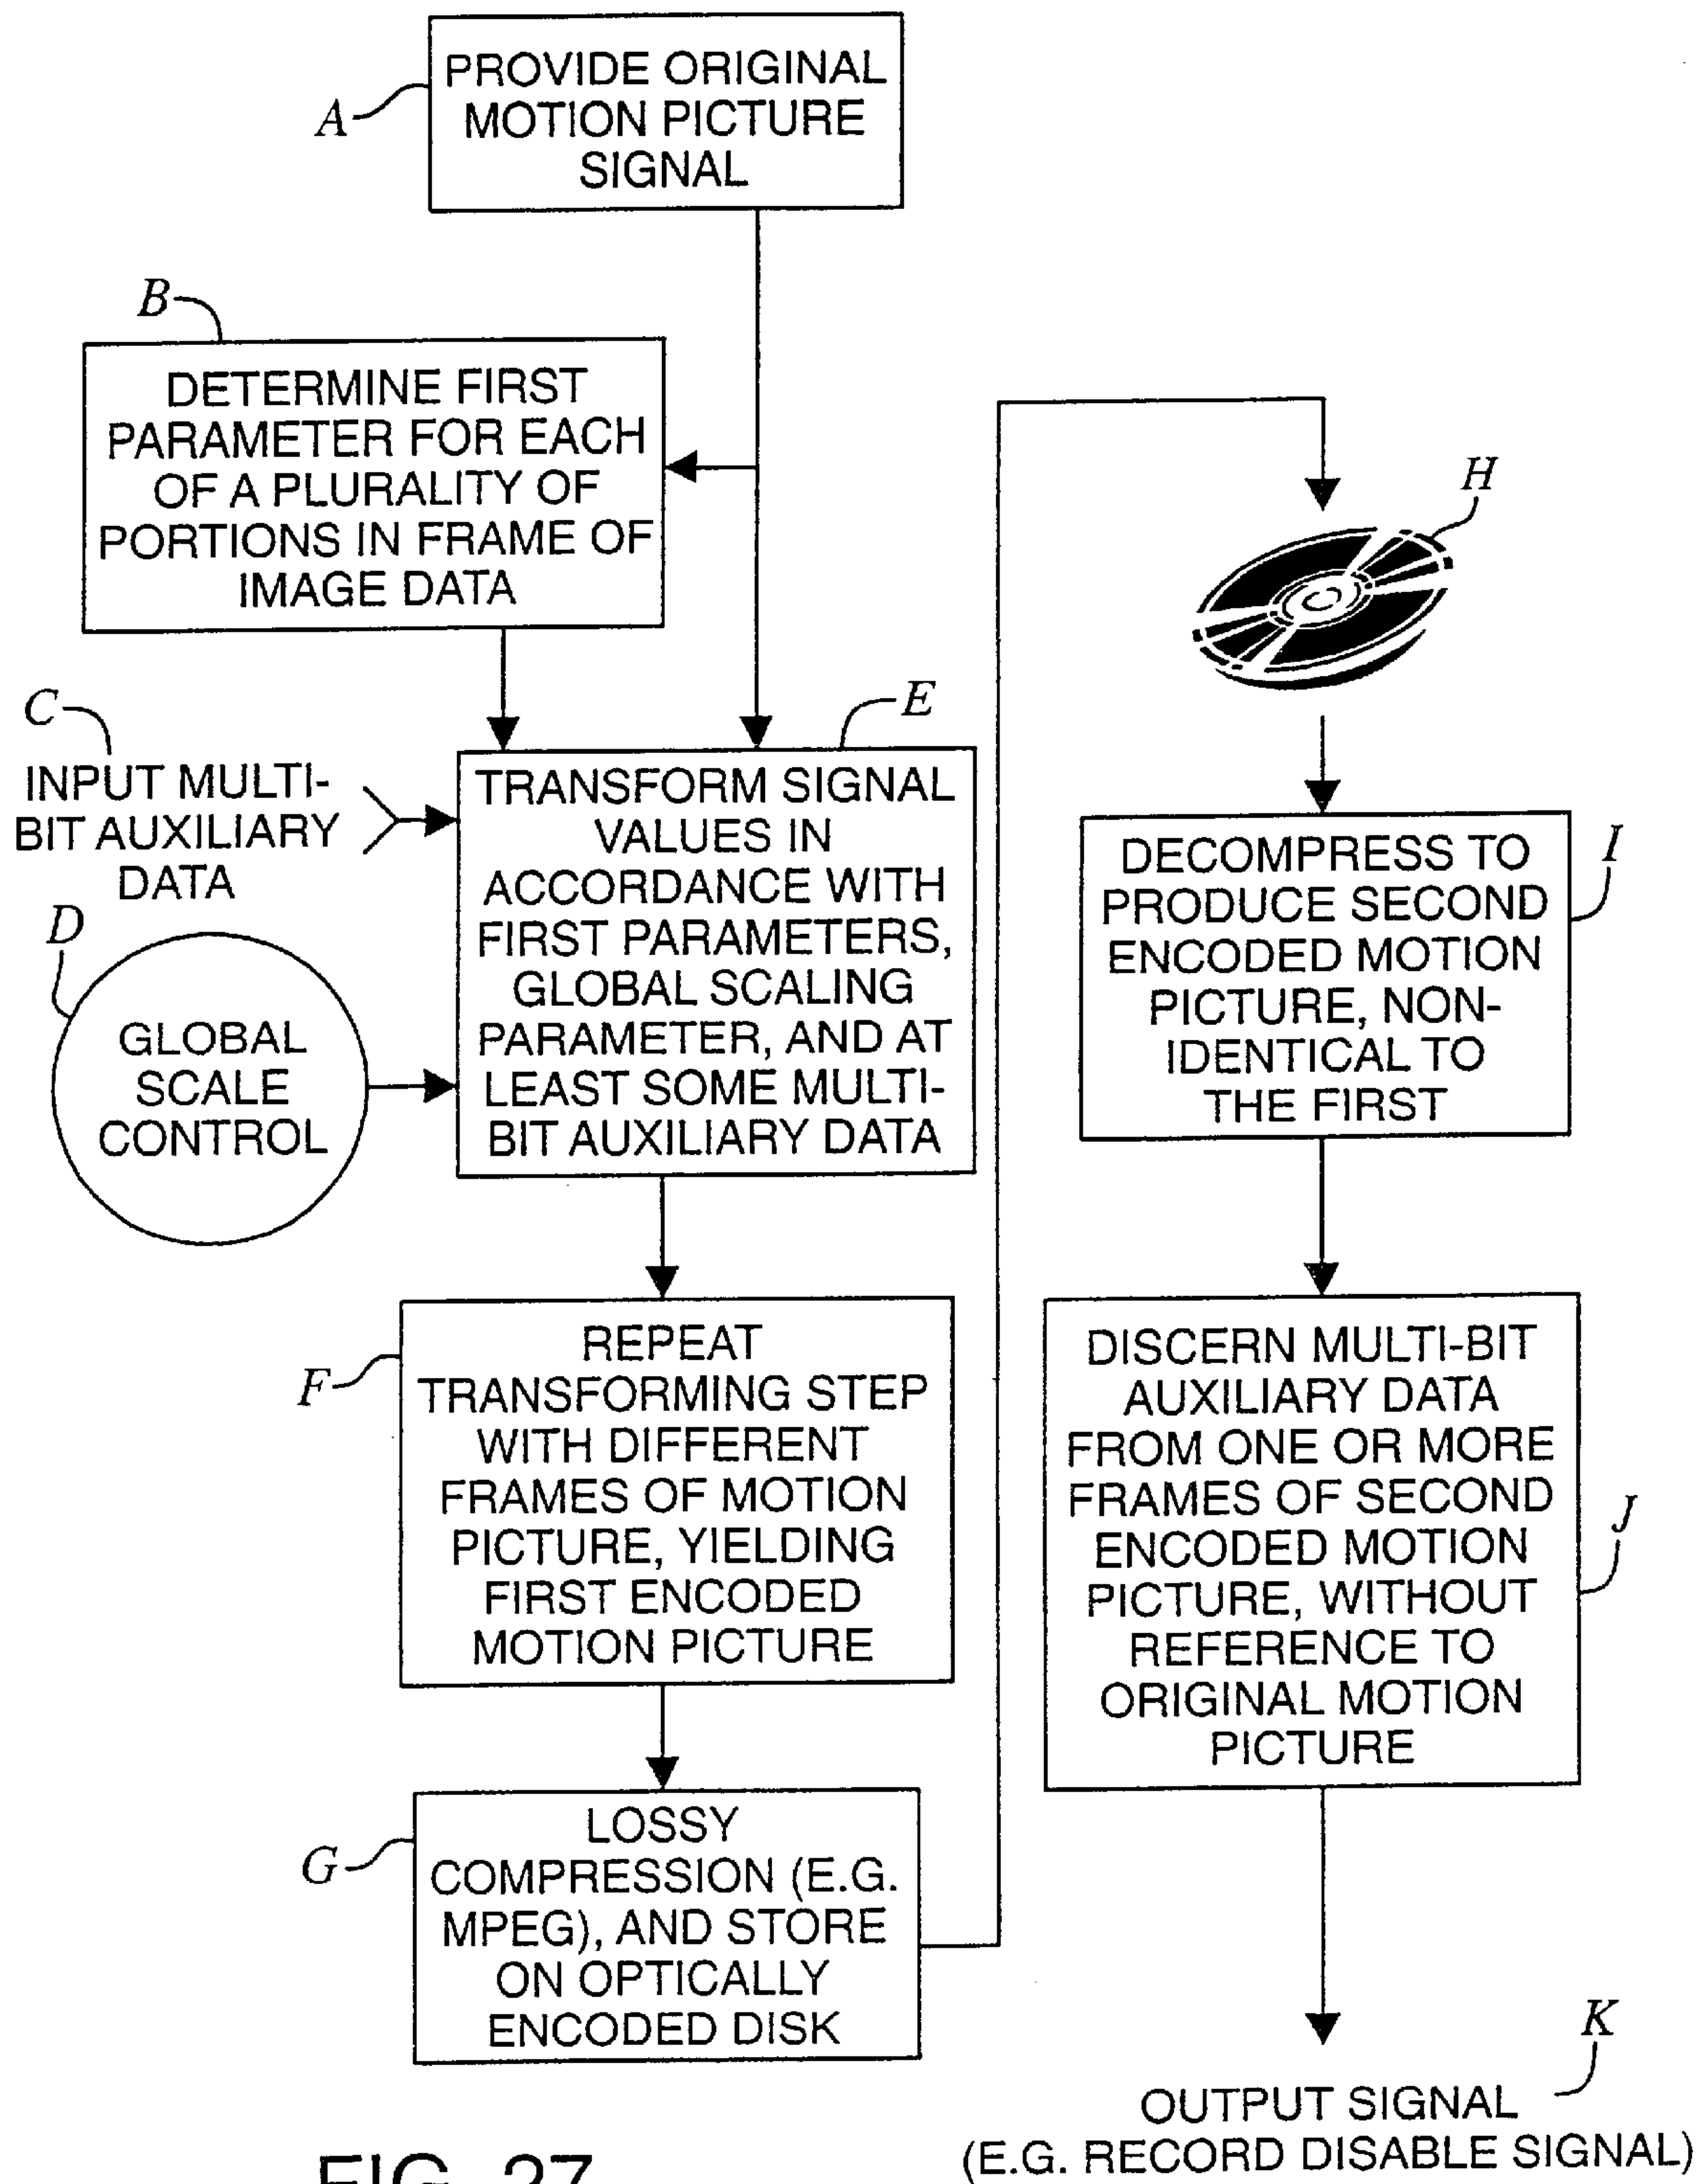 PROVIDE ORIGINAL
MOTION PICTURE
SIGNAL
A
B
DETERMINE FIRST
PARAMETER FOR EACH
OF A PLURALITY OF
PORTIONS IN FRAME OF
IMAGE DATA
C
INPUT MULTI-
BIT AUXILIARY
DATA
D
GLOBAL
SCALE
CONTROL
E
TRANSFORM SIGNAL
VALUES IN
ACCORDANCE WITH
FIRST PARAMETERS,
GLOBAL SCALING
PARAMETER, AND AT
LEAST SOME MULTI-
BIT AUXILIARY DATA
F
REPEAT
TRANSFORMING STEP
WITH DIFFERENT
FRAMES OF MOTION
PICTURE, YIELDING
FIRST ENCODED
MOTION PICTURE
G
LOSSY
COMPRESSION (E.G.
MPEG), AND STORE
ON OPTICALLY
ENCODED DISK
H
I
DECOMPRESS TO
PRODUCE SECOND
ENCODED MOTION
PICTURE, NON-
IDENTICAL TO
THE FIRST
J
DISCERN MULTI-BIT
AUXILIARY DATA
FROM ONE OR MORE
FRAMES OF SECOND
ENCODED MOTION
PICTURE, WITHOUT
REFERENCE TO
ORIGINAL MOTION
PICTURE
K
OUTPUT SIGNAL
(E.G. RECORD DISABLE SIGNAL)
FIG. 27